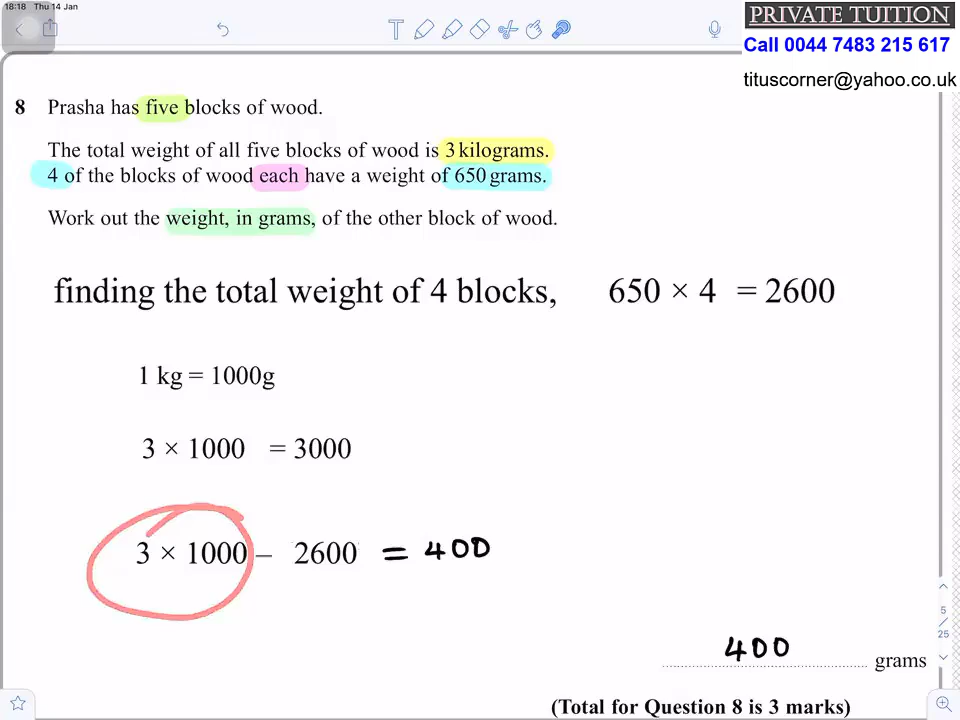 18:18 Thu 14 Jan
PRIVATE TUITION
Call 0044 7483 215 617
tituscorner@yahoo.co.uk
8 Prasha has five blocks of wood.
The total weight of all five blocks of wood is 3 kilograms.
4 of the blocks of wood each have a weight of 650 grams.
Work out the weight, in grams, of the other block of wood.
finding the total weight of 4 blocks, 650 × 4 = 2600
1 kg = 1000g
3 × 1000 = 3000
3 × 1000 – 2600 = 400
5
/
25
400 grams
(Total for Question 8 is 3 marks)